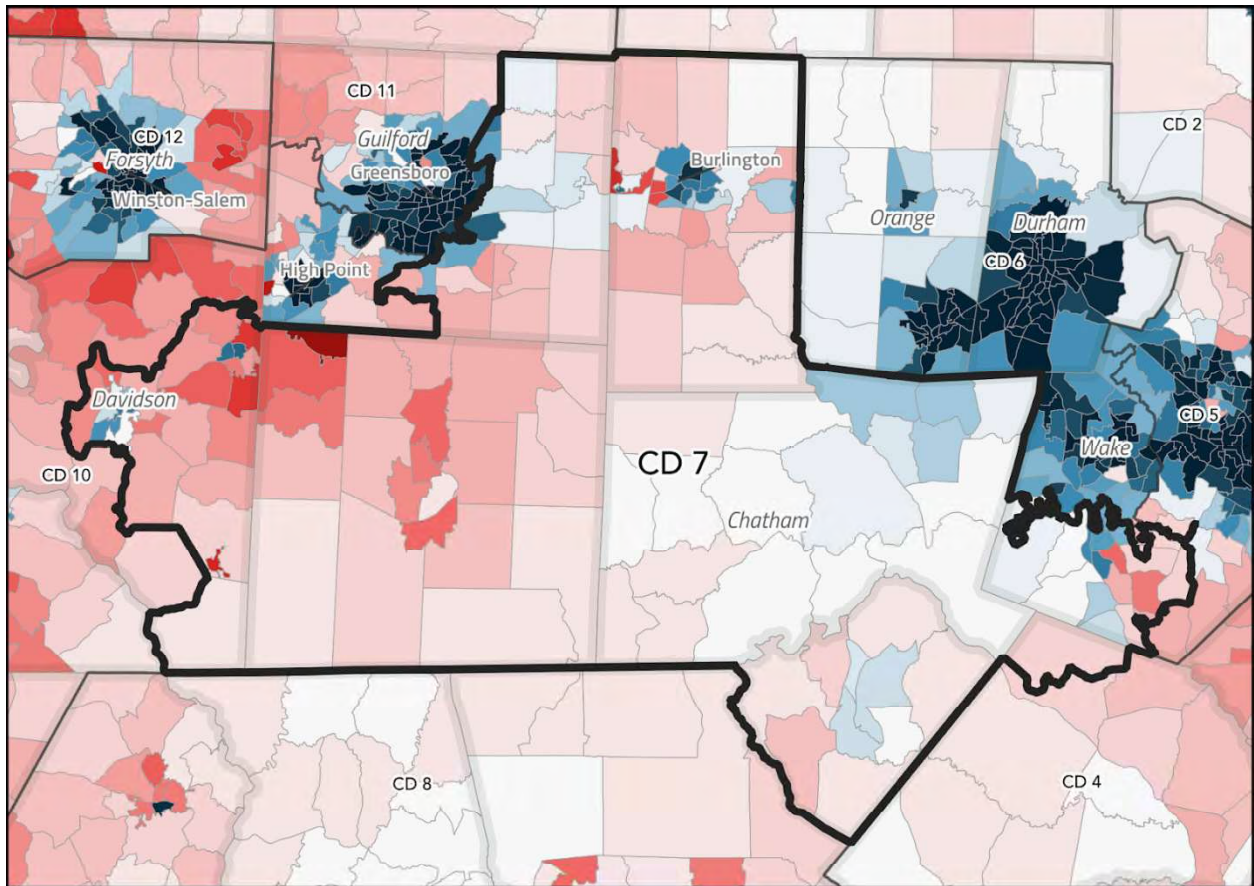 CD 11
CD 2
CD 12
Guilford
Forsyth
Burlington
Greensboro
Winston-Salem
Orange
Durham
CD 6
High Point
Davidson
CD 5
CD 7
Wake
CD 10
Chatham
CD 8
CD 4